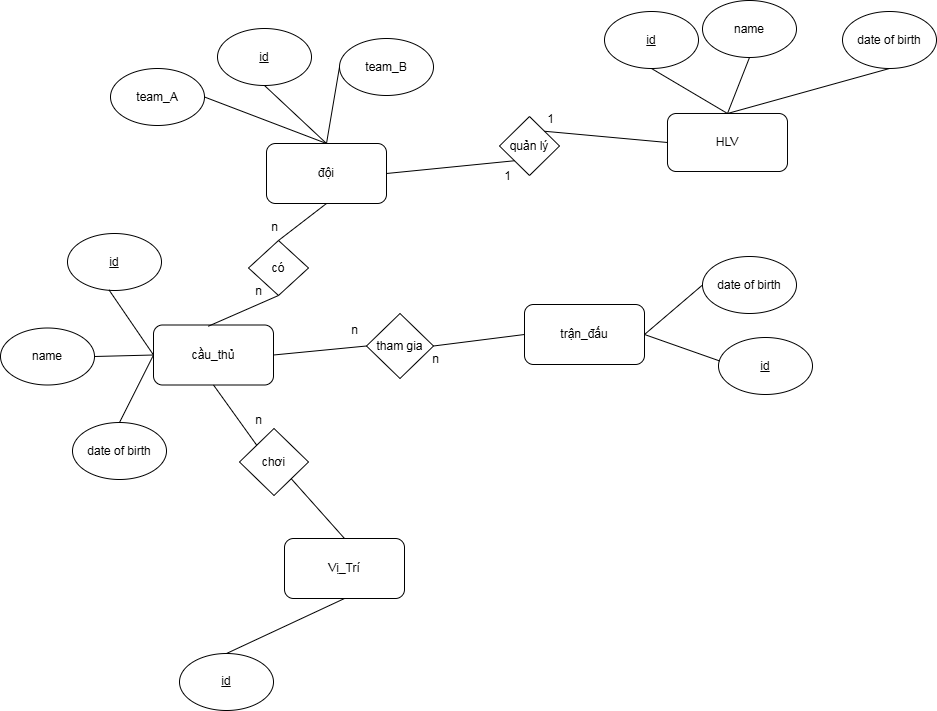 id
name
date of birth
id
team_B
team_A
1
quản lý
HLV
1
đội
n
có
n
id
date of birth
trận_đấu
n
tham gia
n
name
cầu_thủ
id
date of birth
n
chơi
Vị_Trí
id